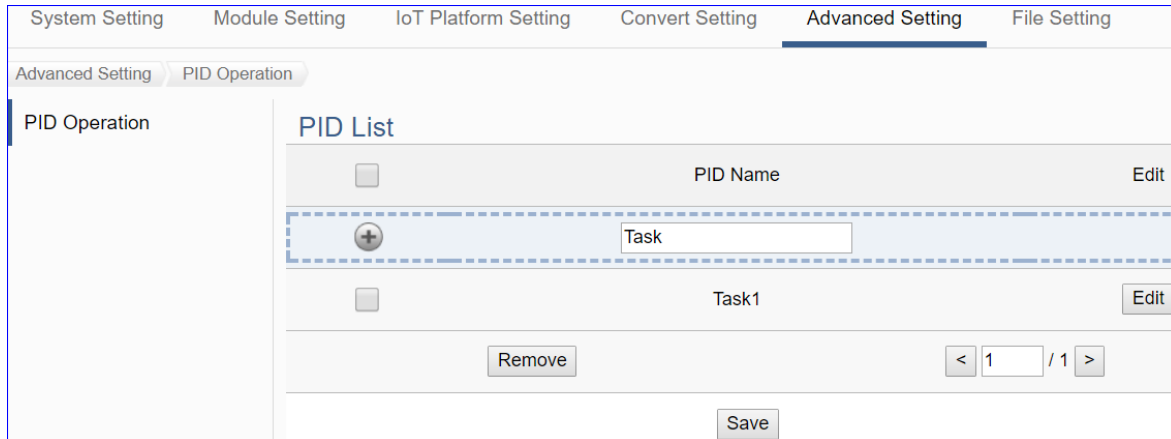 System Setting Module Setting IoT Platform Setting Convert Setting Advanced Setting File Setting
Advanced Setting PID Operation
PID Operation
PID List
PID Name Edit
Task
Task1 Edit
Remove < 1 / 1 >
Save